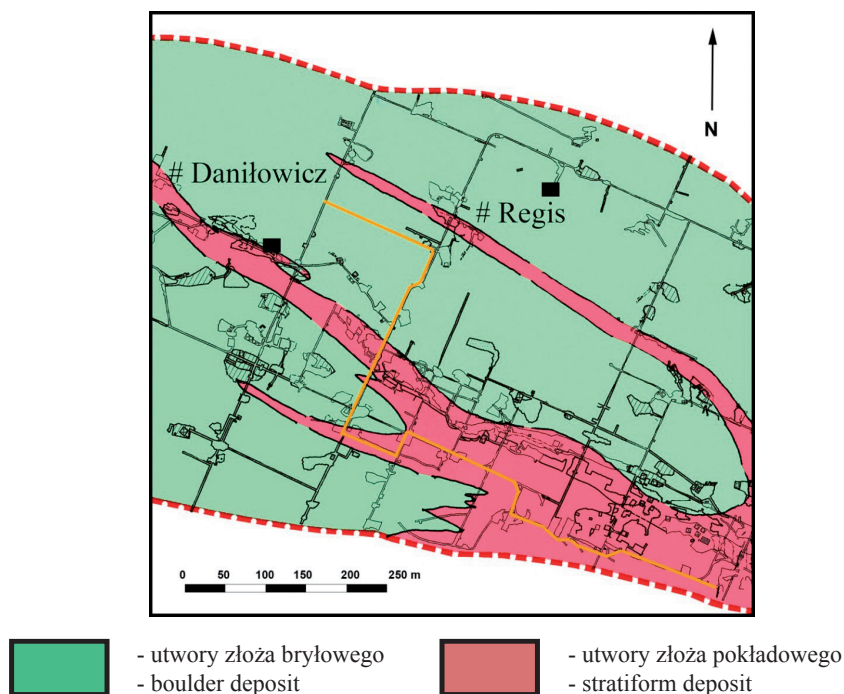 N
# Daniłowicz
# Regis
0 50 100 150 200 250 m
- utwory złoża bryłowego
- boulder deposit
- utwory złoża pokładowego
- stratiform deposit